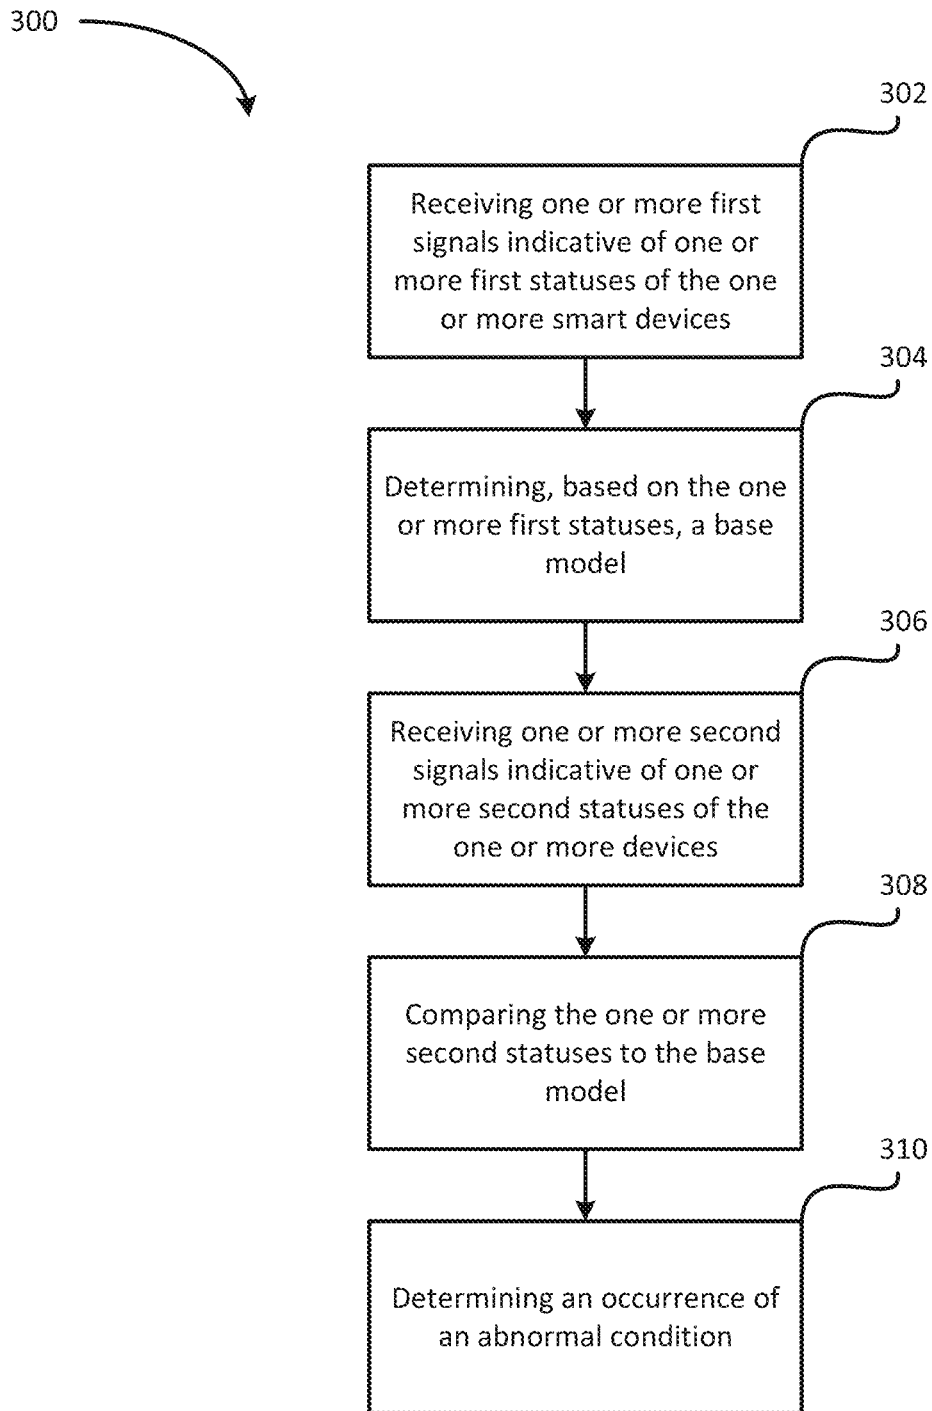 300
302
Receiving one or more first
signals indicative of one or
more first statuses of the one
or more smart devices
304
Determining, based on the one
or more first statuses, a base
model
306
Receiving one or more second
signals indicative of one or
more second statuses of the
one or more devices
308
Comparing the one or more
second statuses to the base
model
310
Determining an occurrence of
an abnormal condition